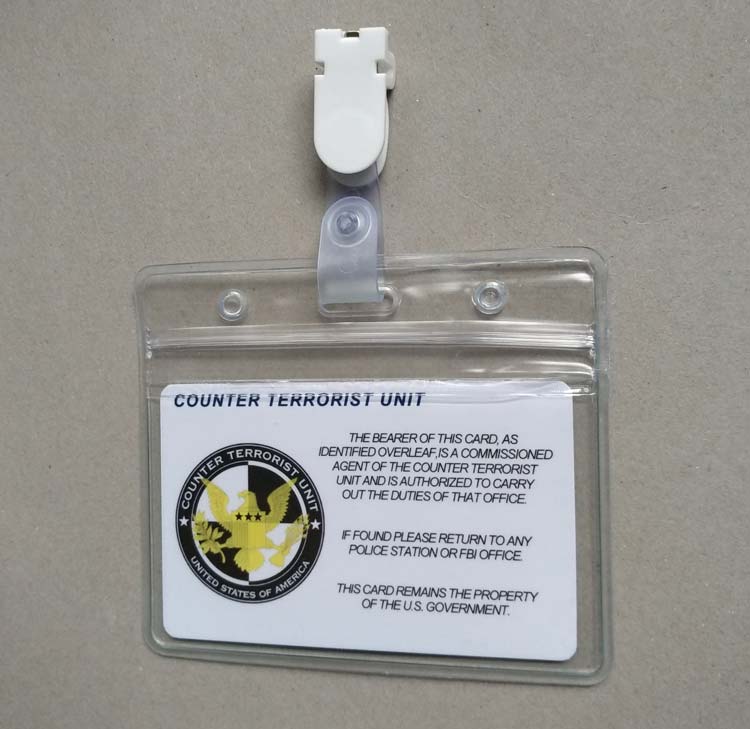 COUNTER TERRORIST UNIT
THE BEARER OF THIS CARD, AS
IDENTIFIED OVERLEAF,IS A COMMISSIONED
AGENT OF THE COUNTER TERRORIST
UNIT AND IS AUTHORIZED TO CARRY
OUT THE DUTIES OF THAT OFFICE.
IF FOUND PLEASE RETURN TO ANY
POLICE STATION OR FBI OFFICE.
THIS CARD REMAINS THE PROPERTY
OF THE U.S. GOVERNMENT.
COUNTER TERRORIST UNIT
UNITED STATES OF AMERICA